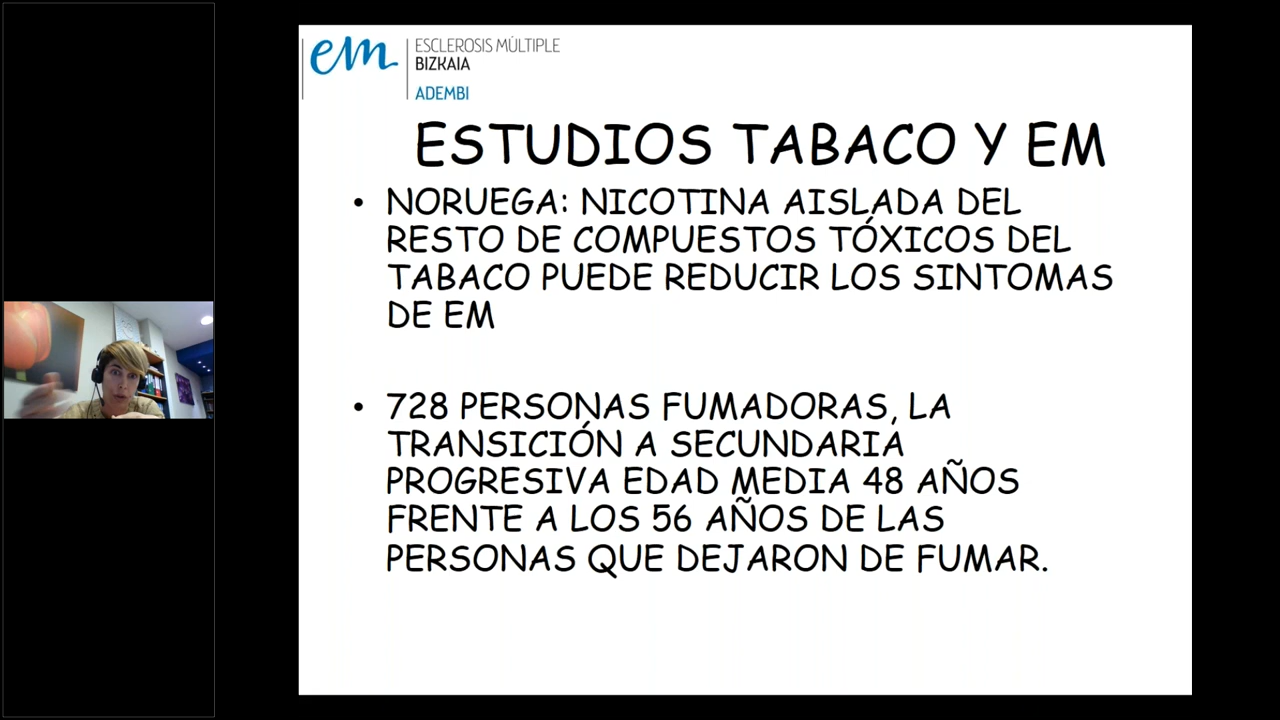 em
ESCLEROSIS MÚLTIPLE
BIZKAIA
ADEMBI
ESTUDIOS TABACO Y EM
• NORUEGA: NICOTINA AISLADA DEL
RESTO DE COMPUESTOS TÓXICOS DEL
TABACO PUEDE REDUCIR LOS SINTOMAS
DE EM
• 728 PERSONAS FUMADORAS, LA
TRANSICIÓN A SECUNDARIA
PROGRESIVA EDAD MEDIA 48 AÑOS
FRENTE A LOS 56 AÑOS DE LAS
PERSONAS QUE DEJARON DE FUMAR.